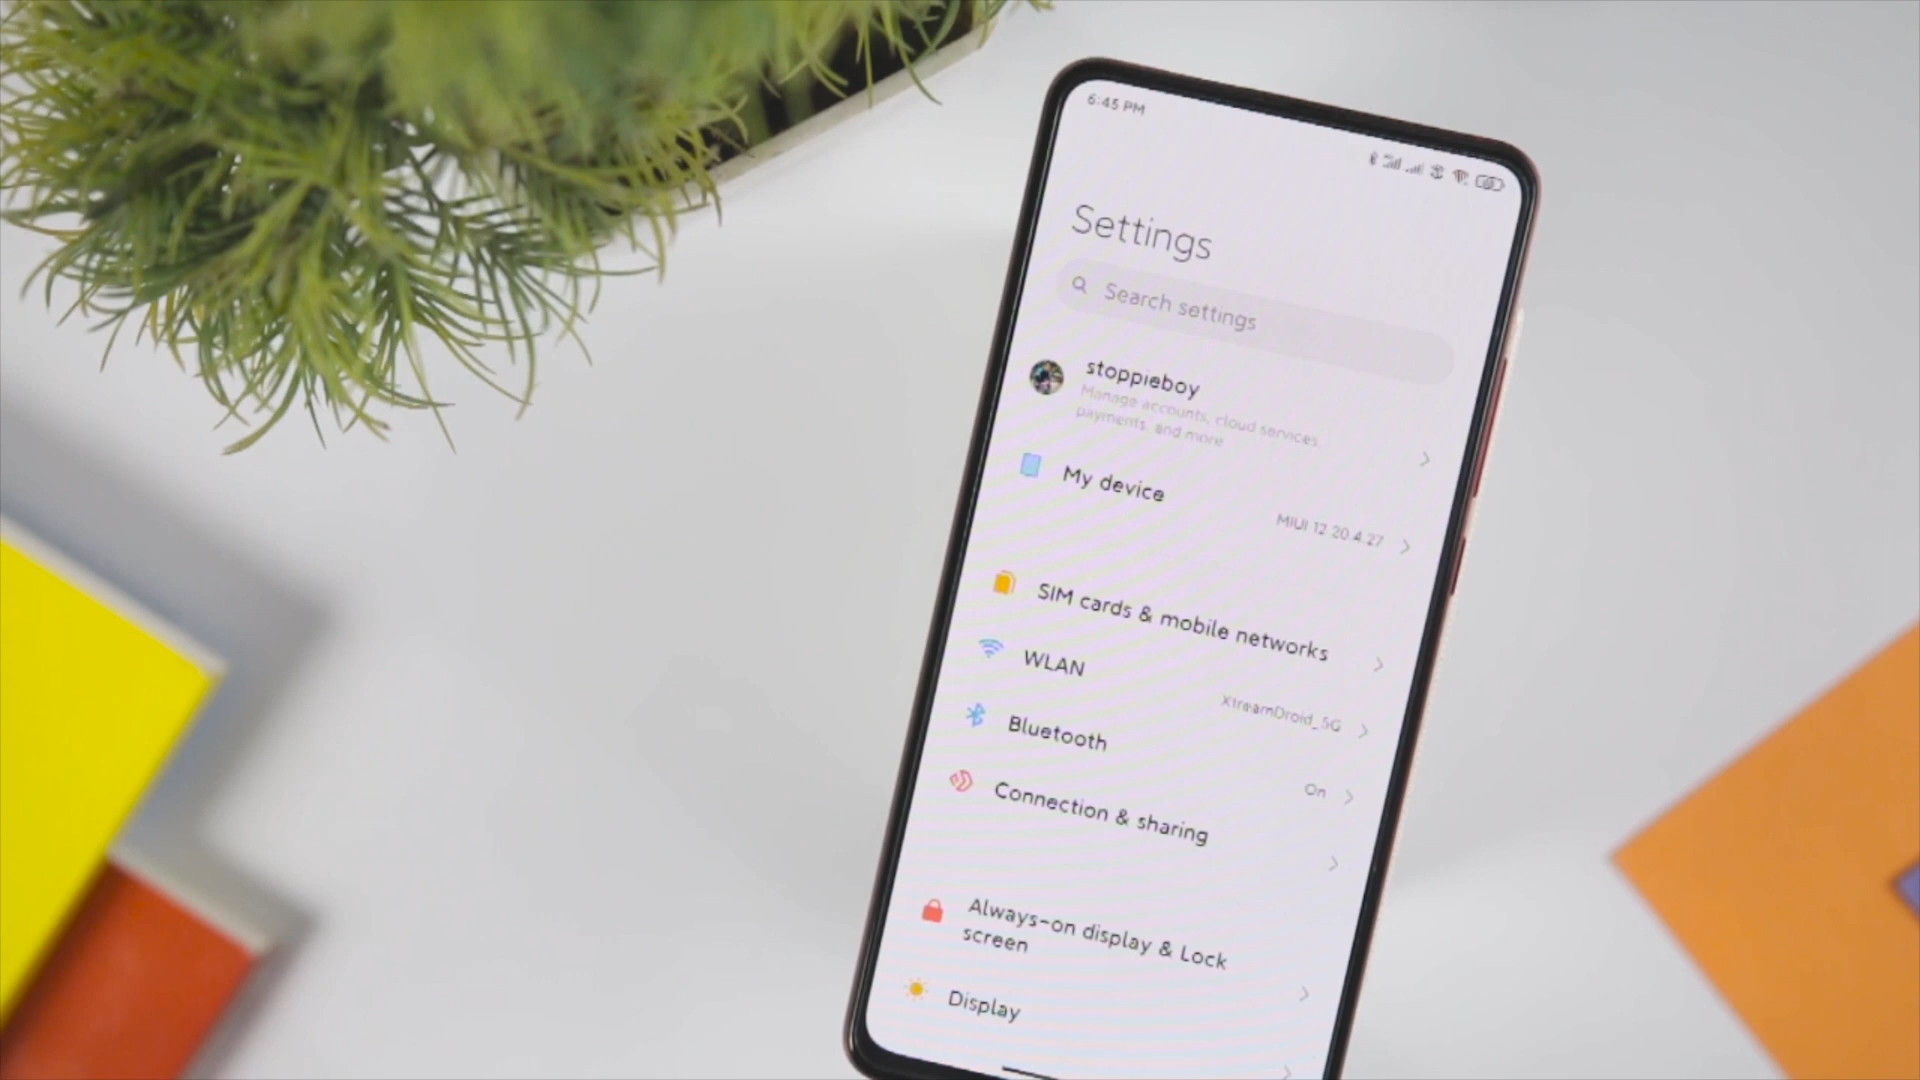 6:45 PM
Settings
Search settings
stoppieboy
Manage accounts, cloud services
payments, and more
My device
MIUI 12 20.4.27
SIM cards & mobile networks
WLAN
XtreamDroid_5G
Bluetooth
On
Connection & sharing
Always-on display & Lock
screen
Display